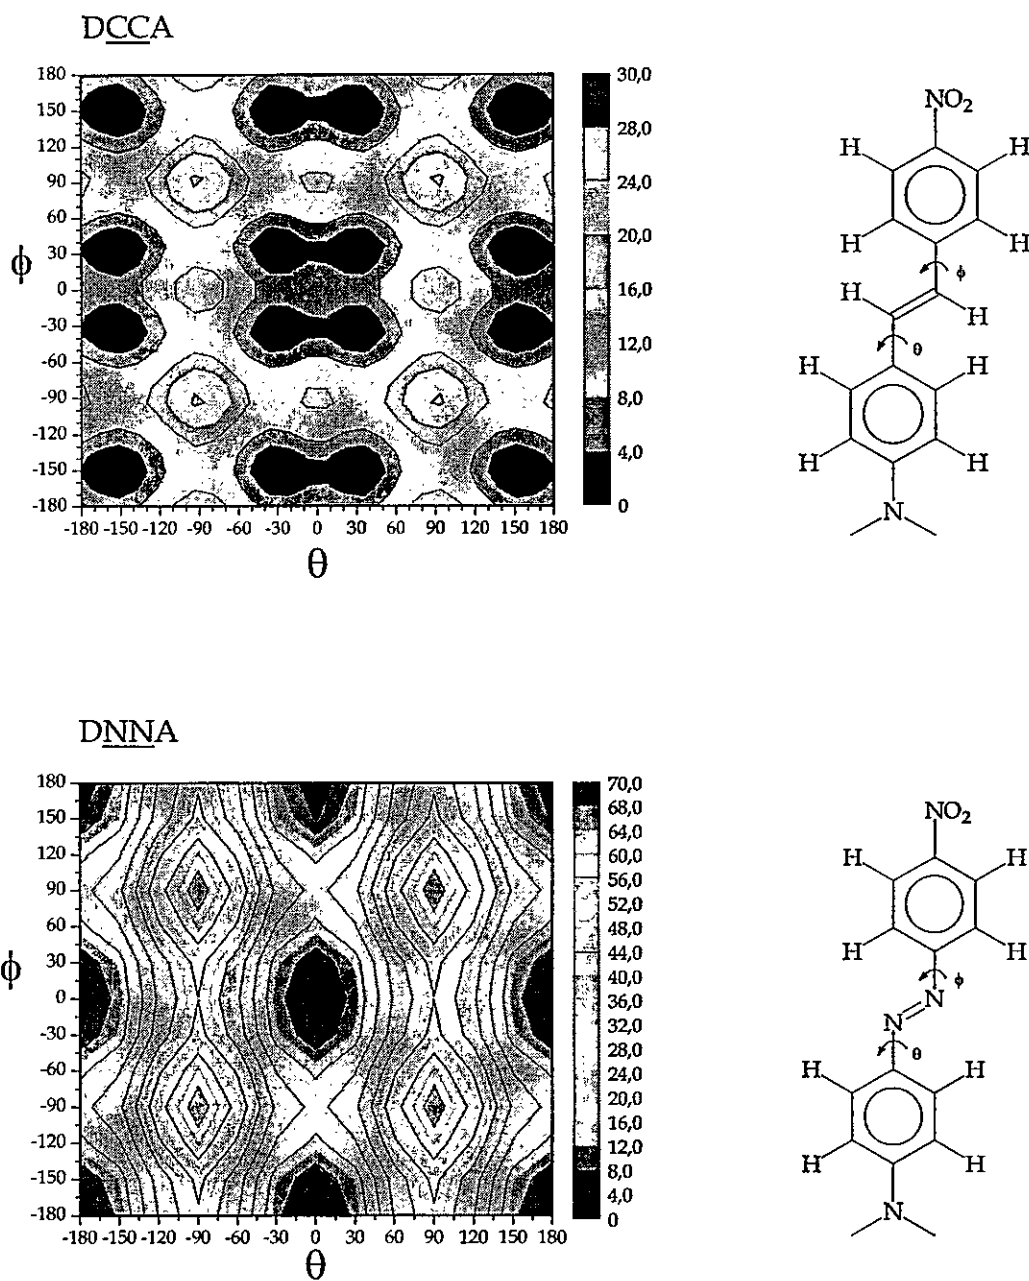 DCCA
180
150
120
90
60
30
0
-30
-60
-90
-120
-150
-180
ϕ
-180 -150 -120 -90 -60 -30 0 30 60 90 120 150 180
θ
30,0
28,0
24,0
20,0
16,0
12,0
8,0
4,0
0
NO2
H H
H H
ϕ
H
H
θ
H H
H H
N
DNNA
180
150
120
90
60
30
0
-30
-60
-90
-120
-150
-180
ϕ
-180 -150 -120 -90 -60 -30 0 30 60 90 120 150 180
θ
70,0
68,0
64,0
60,0
56,0
52,0
48,0
44,0
40,0
36,0
32,0
28,0
24,0
20,0
16,0
12,0
8,0
4,0
0
NO2
H H
H H
ϕ
N
N
θ
H H
H H
N